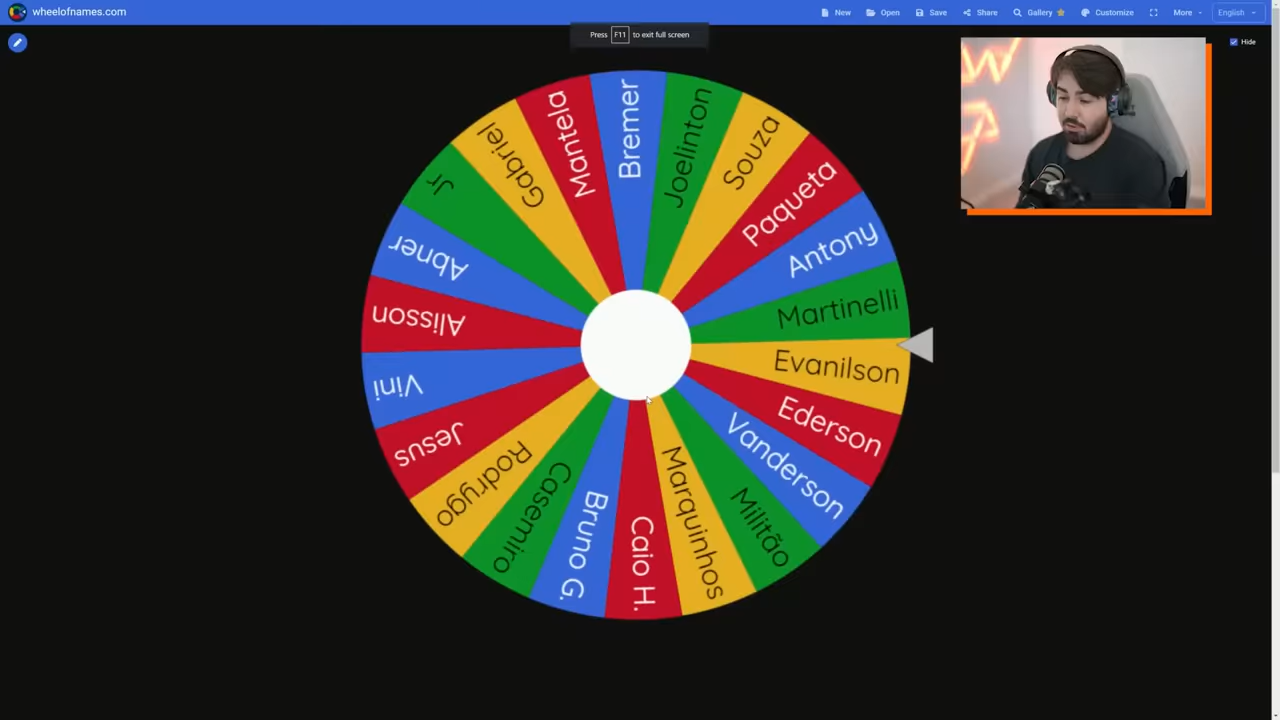 wheelofnames.com
New
Open
Save
Share
Gallery
Customize
More
English
Press F11 to exit full screen
Hide
Bremer
Joelinton
Souza
Paqueta
Antony
Martinelli
Evanilson
Ederson
Vanderson
Militão
Marquinhos
Caio H.
Bruno G.
Casemiro
Rodrygo
Jesus
Vini
Alisson
Abner
Jr
Gabriel
Mantela